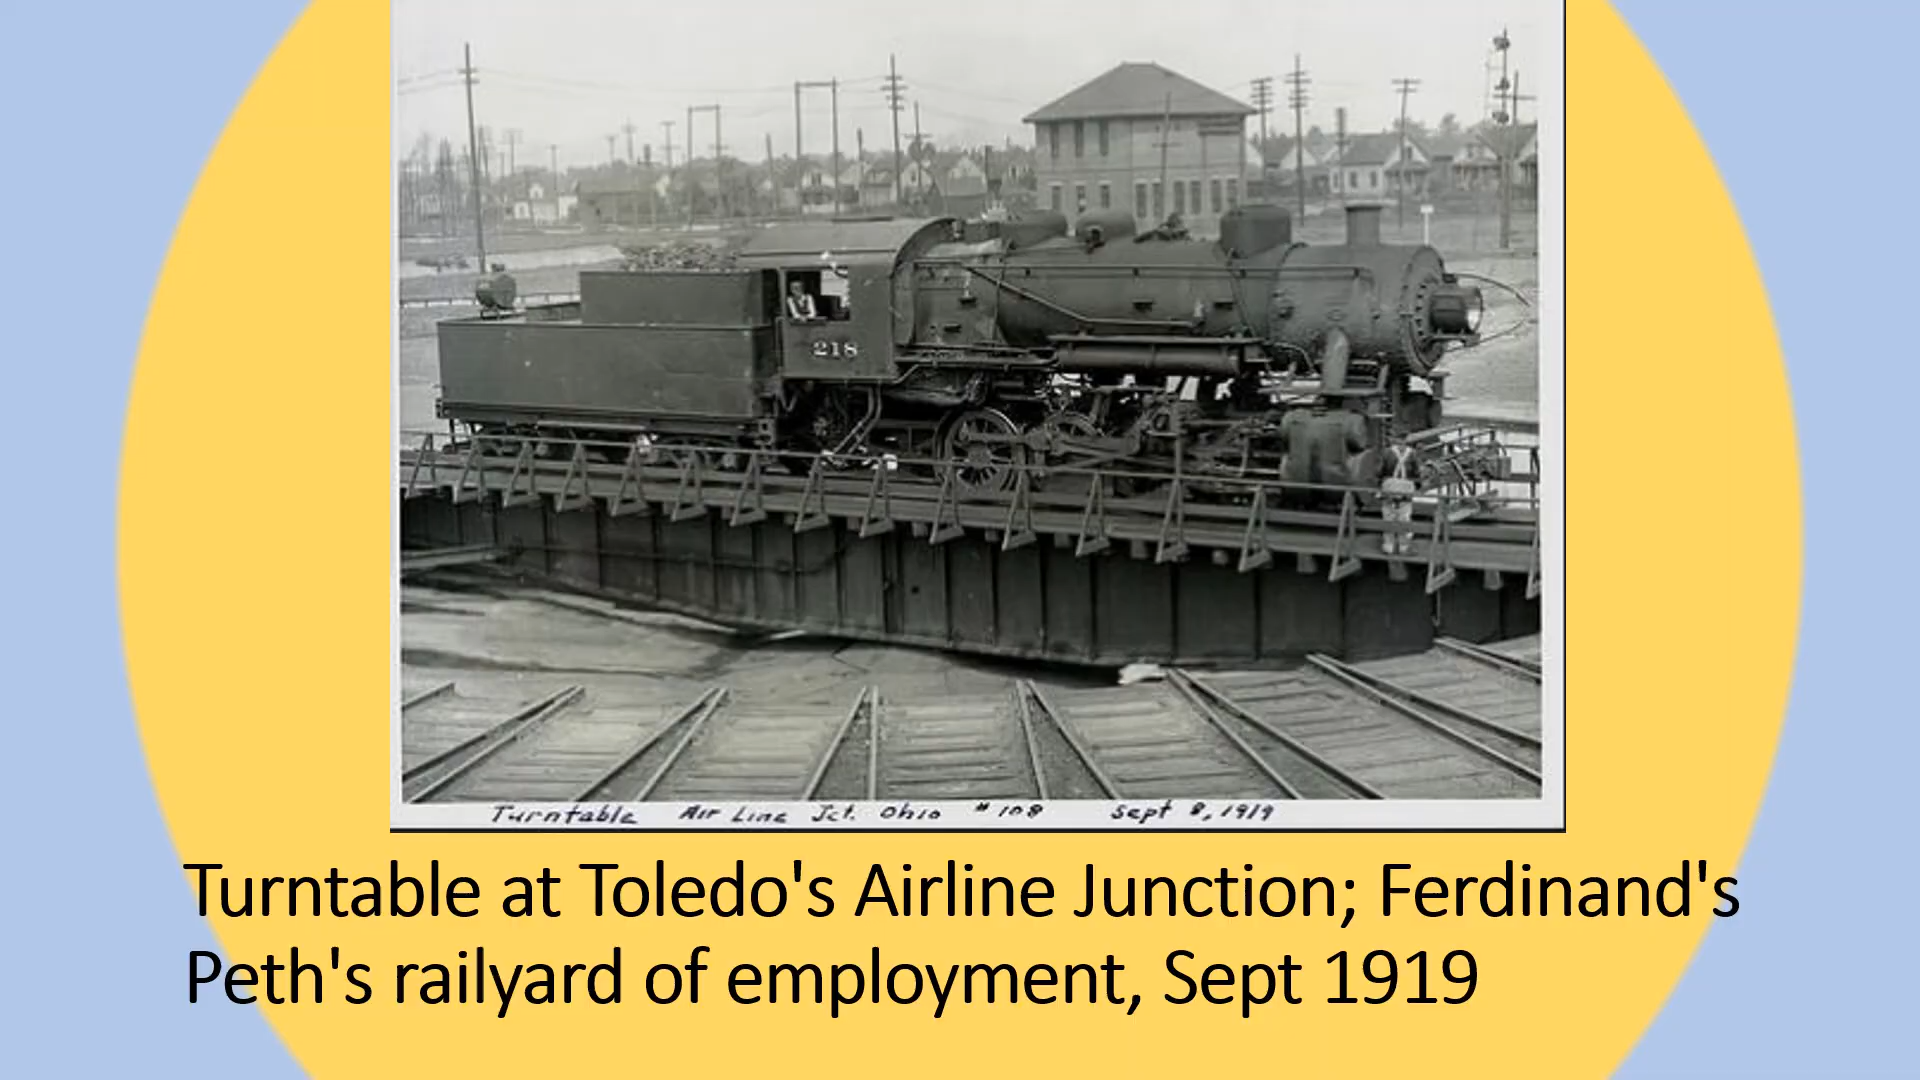 218
Turntable Air Line Jct. Ohio #108 Sept 8, 1919
Turntable at Toledo's Airline Junction; Ferdinand's
Peth's railyard of employment, Sept 1919